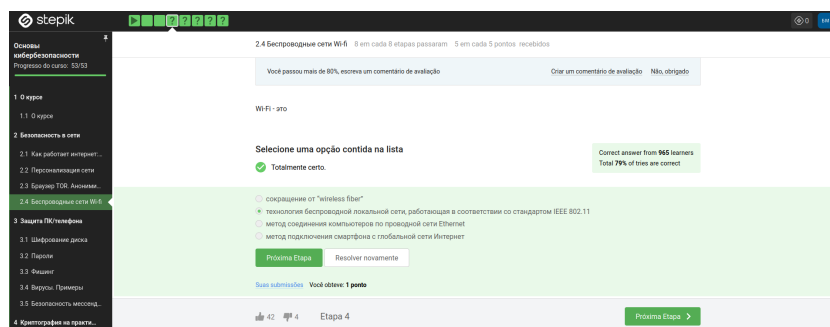 stepik
? ? ? ? ?
0
Основы
кибербезопасности
Progresso do curso: 53/53
1 О курсе
1.1 О курсе
2 Безопасность в сети
2.1 Как работает интернет:...
2.2 Персонализация сети
2.3 Браузер TOR. Анонími...
2.4 Беспроводные сети Wi-fi
3 Защита ПК/телефона
3.1 Шифрование диска
3.2 Пароли
3.3 Фишинг
3.4 Вирусы. Примеры
3.5 Безопасность мессенд...
4 Криптография на практи...
2.4 Беспроводные сети Wi-fi 8 em cada 8 etapas passaram 5 em cada 5 pontos recebidos
Você passou mais de 80%, escreva um comentário de avaliação Criar um comentário de avaliação Não, obrigado
Wi-Fi - это
Selecione uma opção contida na lista
Totalmente certo.
Correct answer from 965 learners
Total 79% of tries are correct
сокращение от "wireless fiber"
технология беспроводной локальной сети, работающая в соответствии со стандартом IEEE 802.11
метод соединения компьютеров по проводной сети Ethernet
метод подключения смартфона с глобальной сети Интернет
Próxima Etapa Resolver novamente
Suas submissões Você obteve: 1 ponto
42 4 Etapa 4 Próxima Etapa